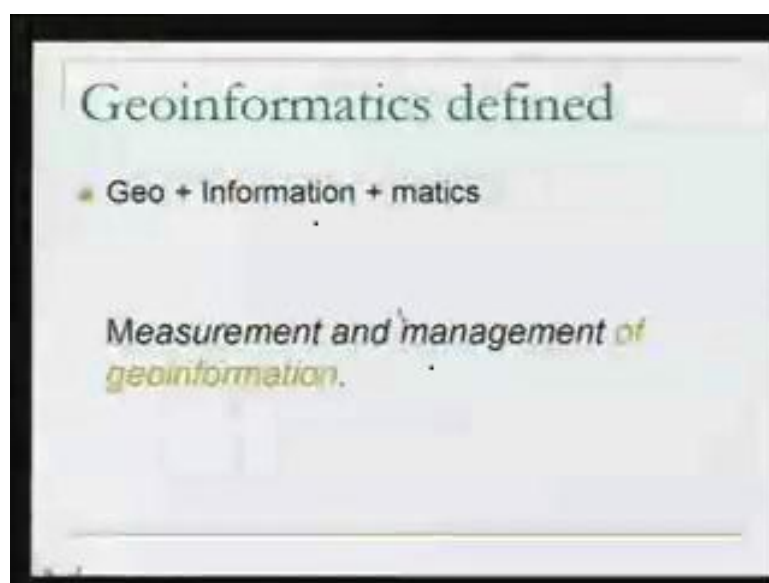 Geoinformatics defined
Geo + Information + matics
Measurement and management of
geoinformation.